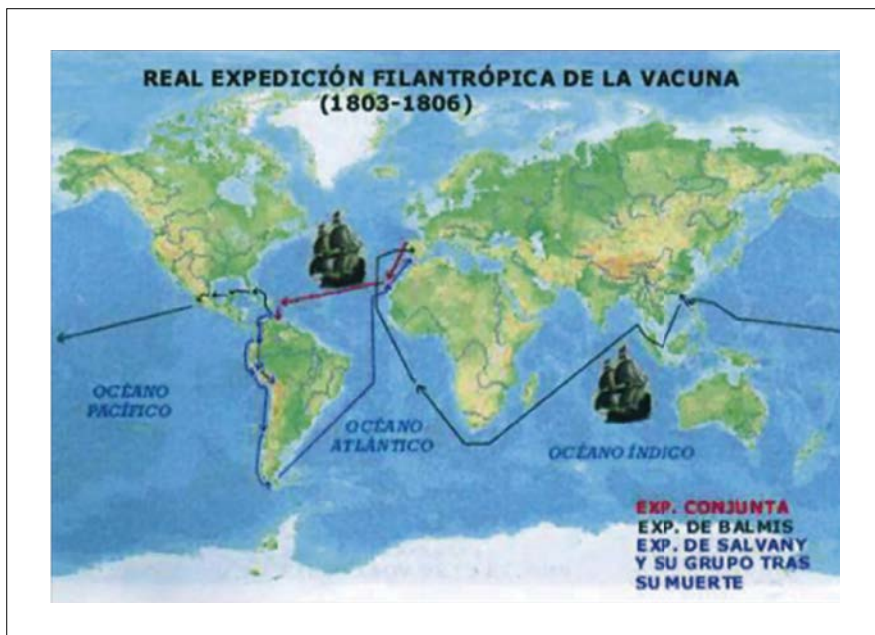 REAL EXPEDICIÓN FILANTRÓPICA DE LA VACUNA
(1803-1806)
OCÉANO
PACÍFICO
OCÉANO
ATLÀNTICO
OCÉANO ÍNDICO
EXP. CONJUNTA
EXP. DE BALMIS
EXP. DE SALVANY
Y SU GRUPO TRAS
SU MUERTE